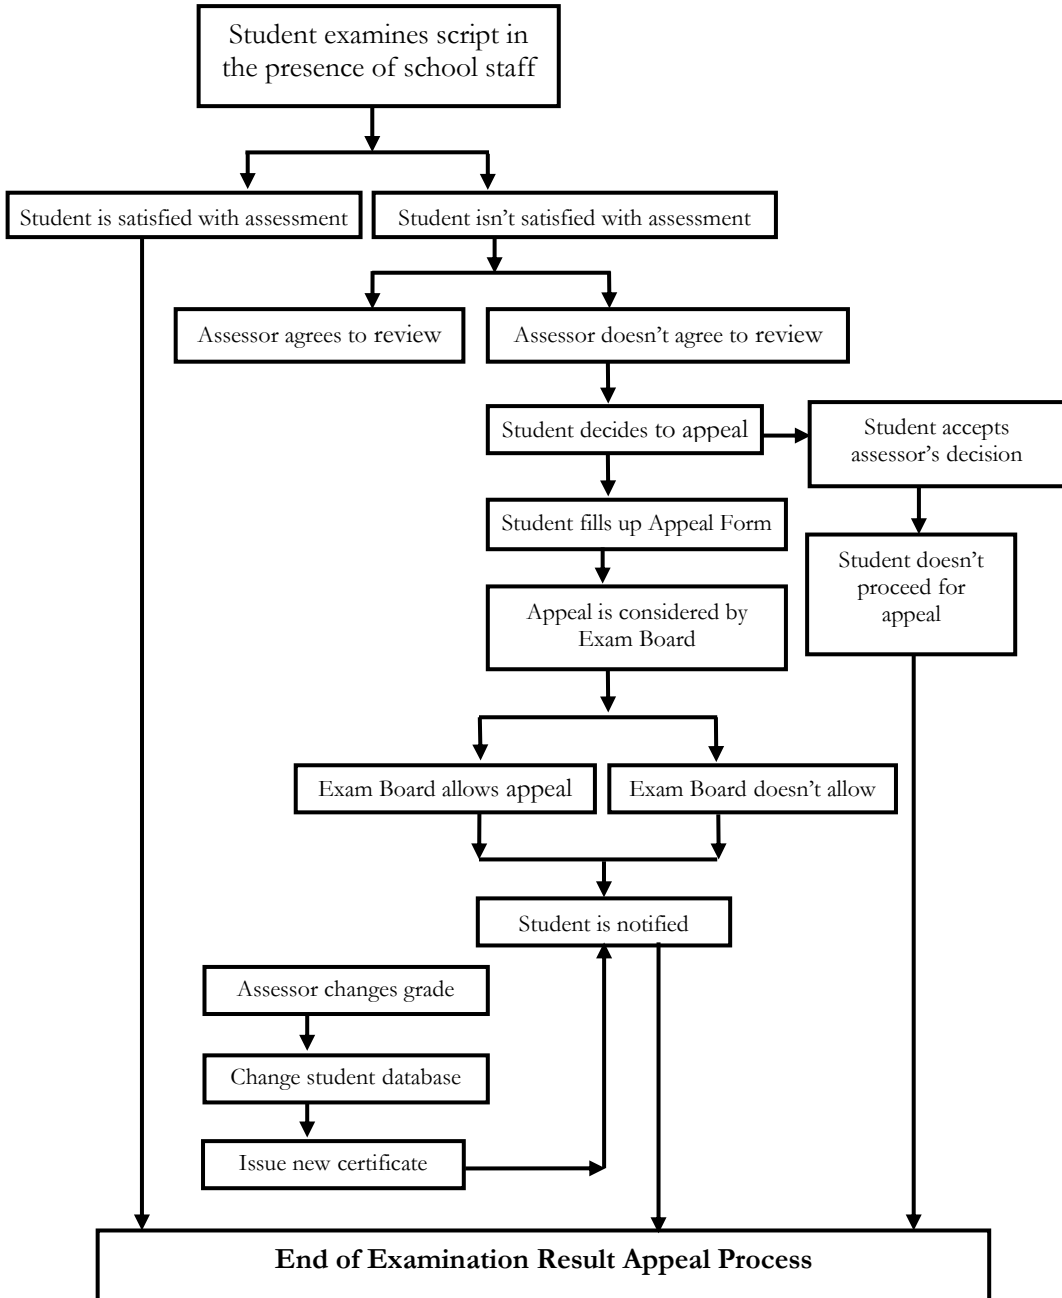 Student examines script in
the presence of school staff
Student is satisfied with assessment
Student isn't satisfied with assessment
Assessor agrees to review
Assessor doesn't agree to review
Student decides to appeal
Student accepts
assessor's decision
Student fills up Appeal Form
Student doesn't
proceed for
appeal
Appeal is considered by
Exam Board
Exam Board allows appeal
Exam Board doesn't allow
Student is notified
Assessor changes grade
Change student database
Issue new certificate
End of Examination Result Appeal Process